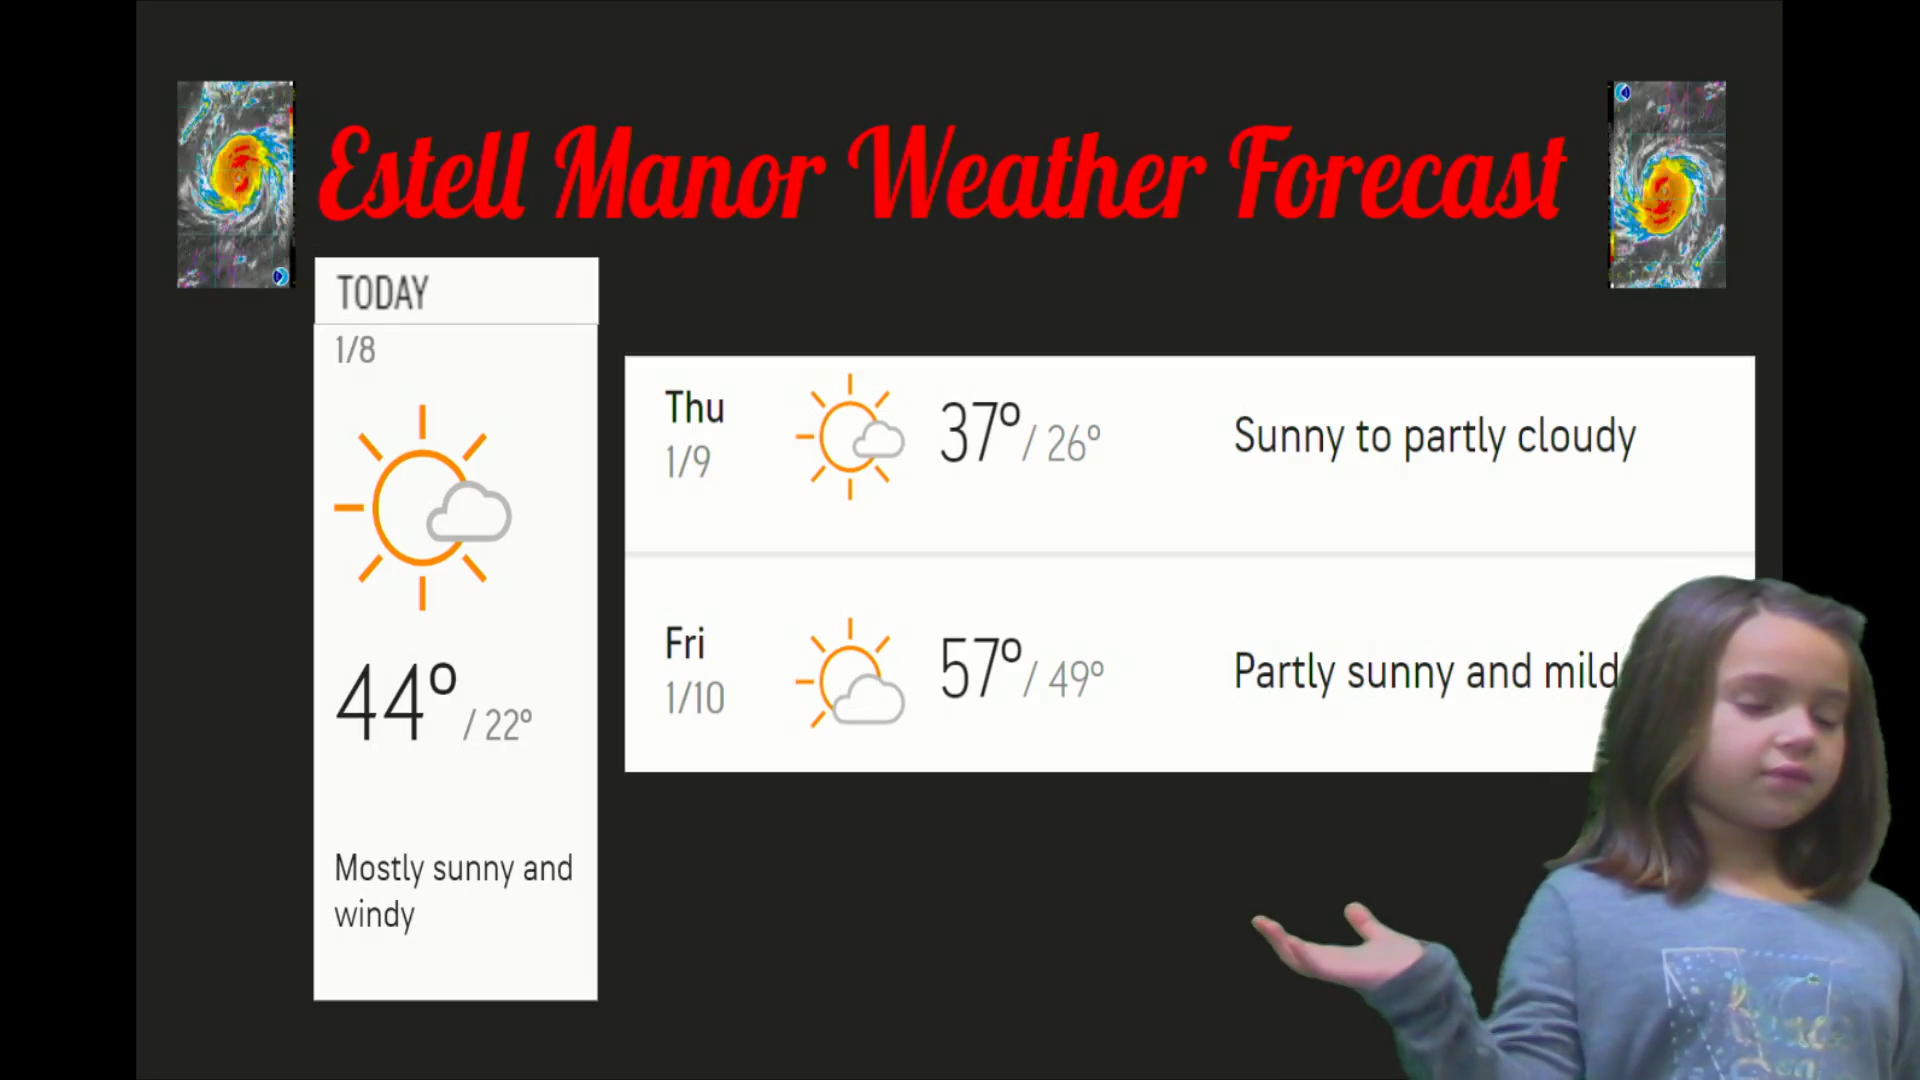 Estell Manor Weather Forecast
TODAY
1/8
44° / 22°
Mostly sunny and
windy
Thu
1/9
37° / 26°
Sunny to partly cloudy
Fri
1/10
57° / 49°
Partly sunny and mild